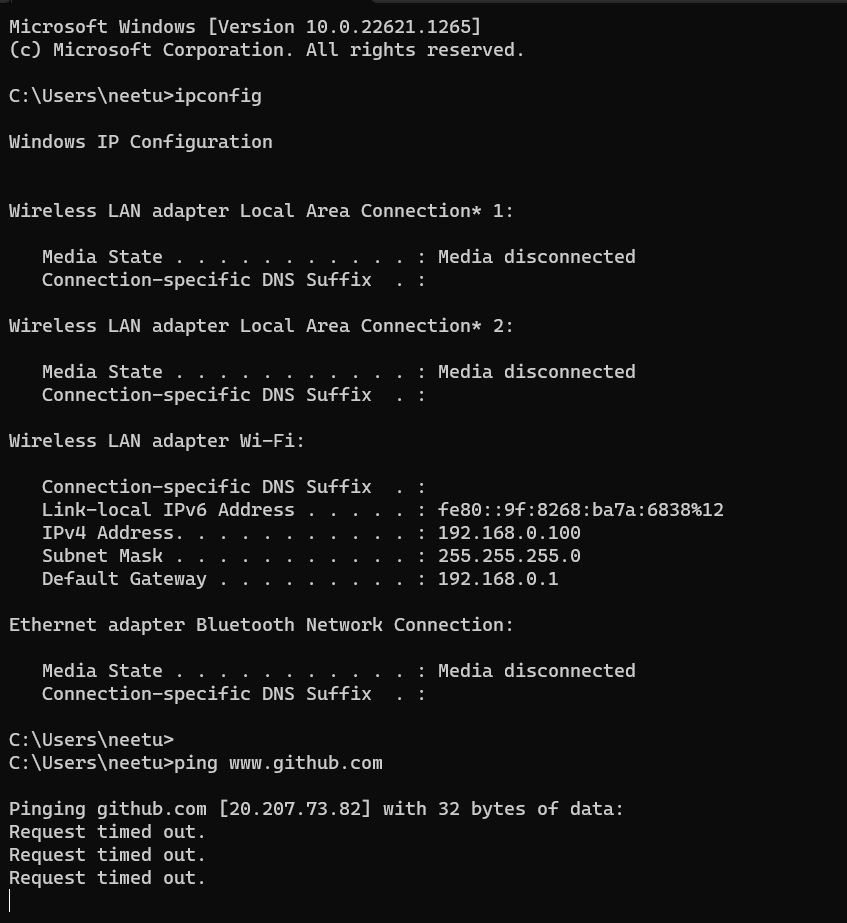 Microsoft Windows [Version 10.0.22621.1265]
(c) Microsoft Corporation. All rights reserved.
C:\Users\neetu>ipconfig
Windows IP Configuration
Wireless LAN adapter Local Area Connection* 1:
   Media State . . . . . . . . . . . : Media disconnected
   Connection-specific DNS Suffix  . :
Wireless LAN adapter Local Area Connection* 2:
   Media State . . . . . . . . . . . : Media disconnected
   Connection-specific DNS Suffix  . :
Wireless LAN adapter Wi-Fi:
   Connection-specific DNS Suffix  . :
   Link-local IPv6 Address . . . . . : fe80::9f:8268:ba7a:6838%12
   IPv4 Address. . . . . . . . . . . : 192.168.0.100
   Subnet Mask . . . . . . . . . . . : 255.255.255.0
   Default Gateway . . . . . . . . . : 192.168.0.1
Ethernet adapter Bluetooth Network Connection:
   Media State . . . . . . . . . . . : Media disconnected
   Connection-specific DNS Suffix  . :
C:\Users\neetu>
C:\Users\neetu>ping www.github.com
Pinging github.com [20.207.73.82] with 32 bytes of data:
Request timed out.
Request timed out.
Request timed out.